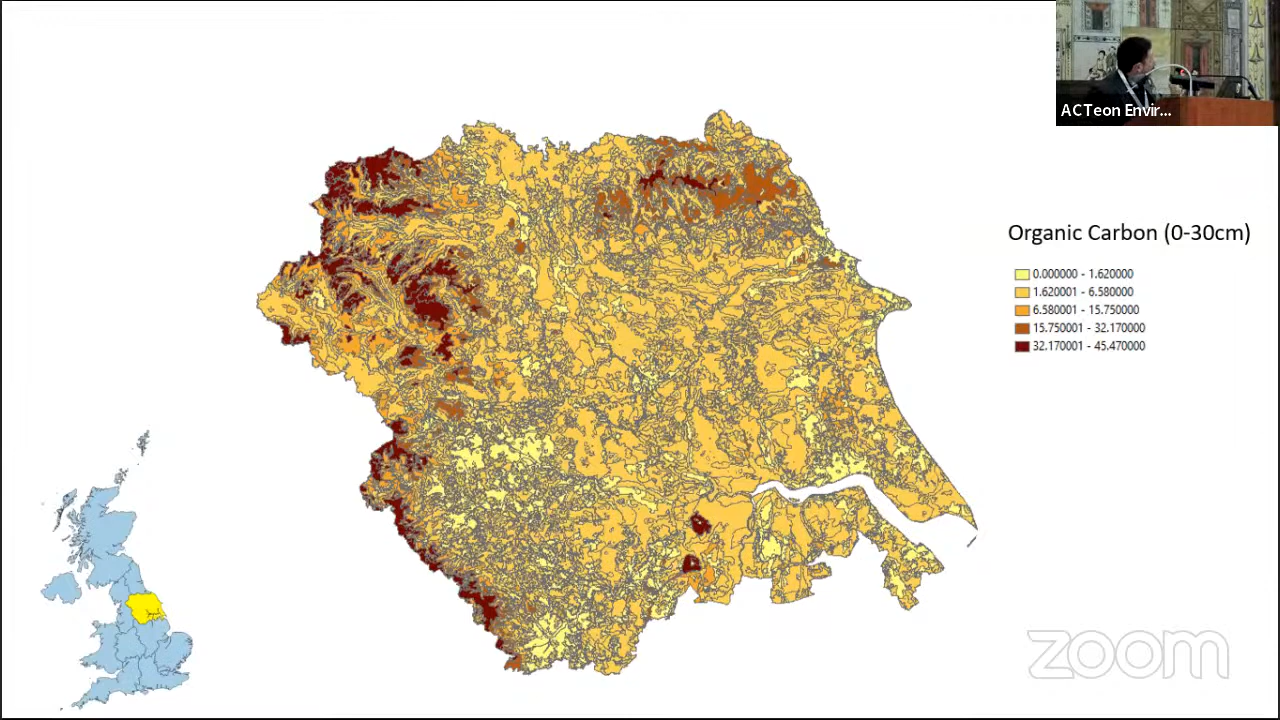 ACTeon Envir...
Organic Carbon (0-30cm)
0.000000 - 1.620000
1.620001 - 6.580000
6.580001 - 15.750000
15.750001 - 32.170000
32.170001 - 45.470000
zoom